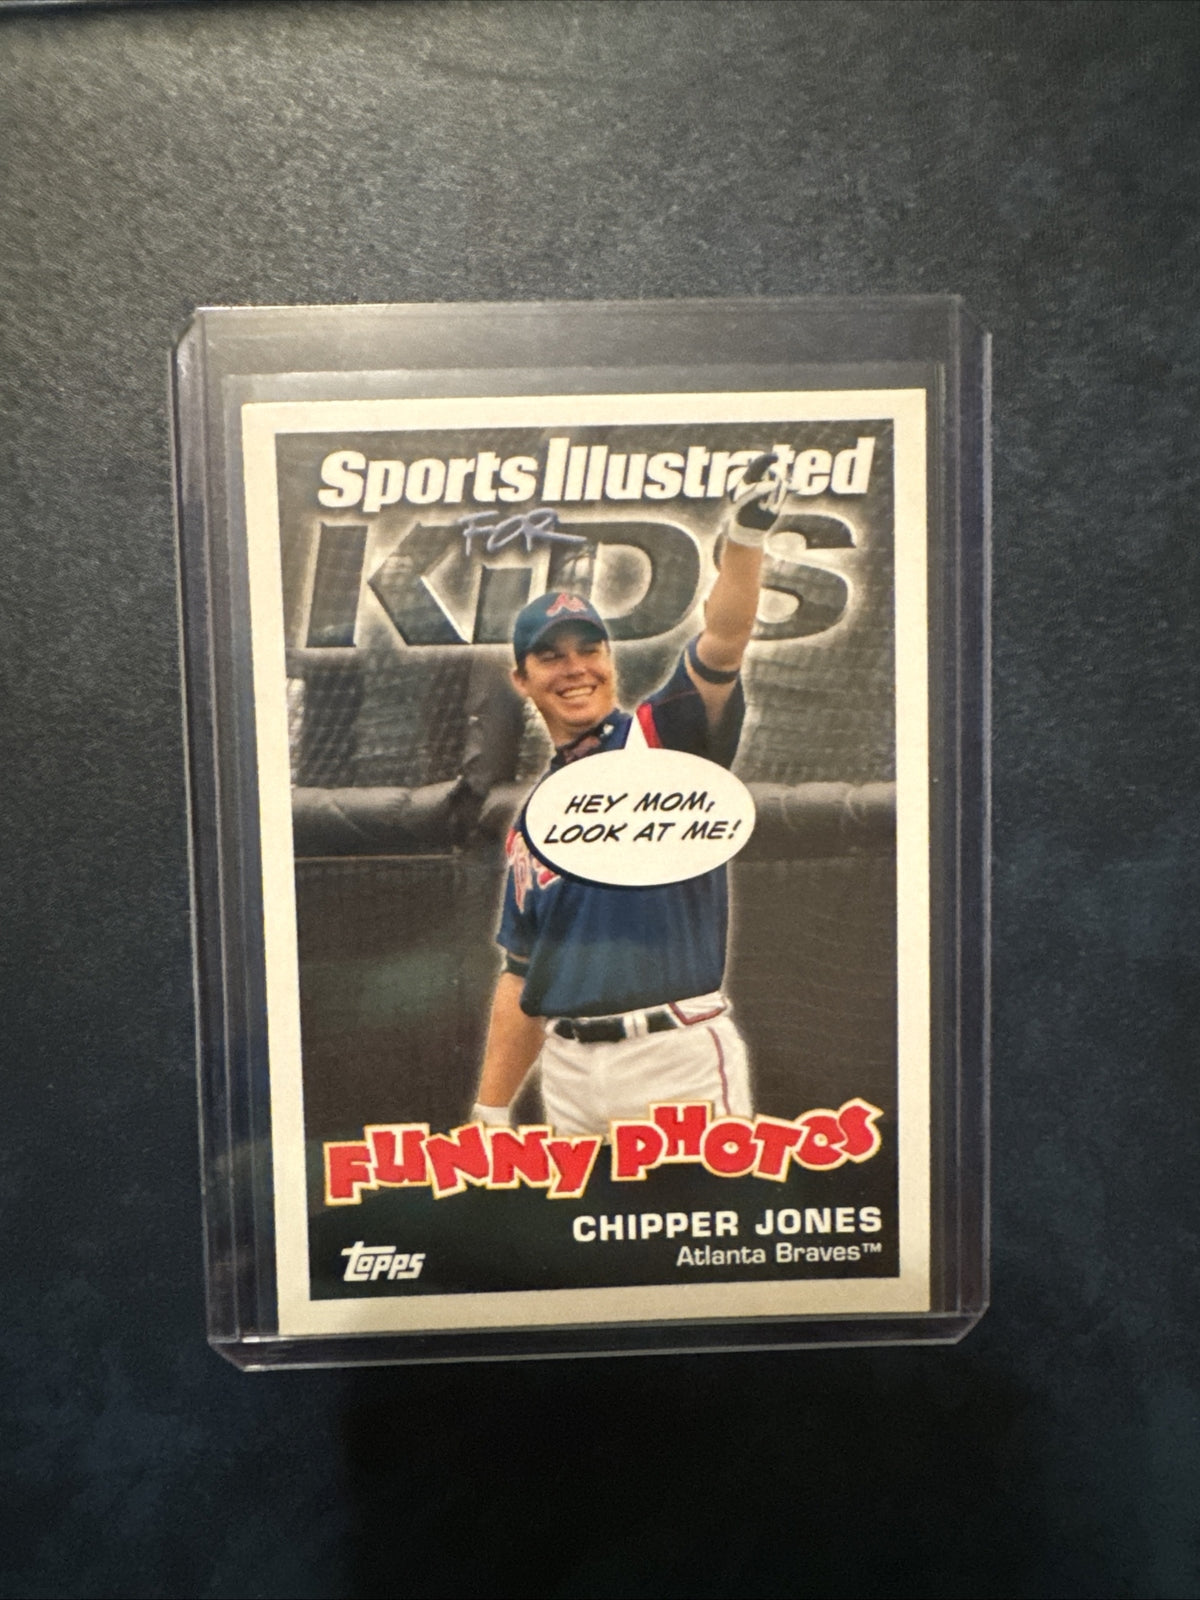 Sports Illustrated
FOR
KIDS
HEY MOM,
LOOK AT ME!
FUNNY PHOTOS
CHIPPER JONES
Atlanta Braves™
Topps